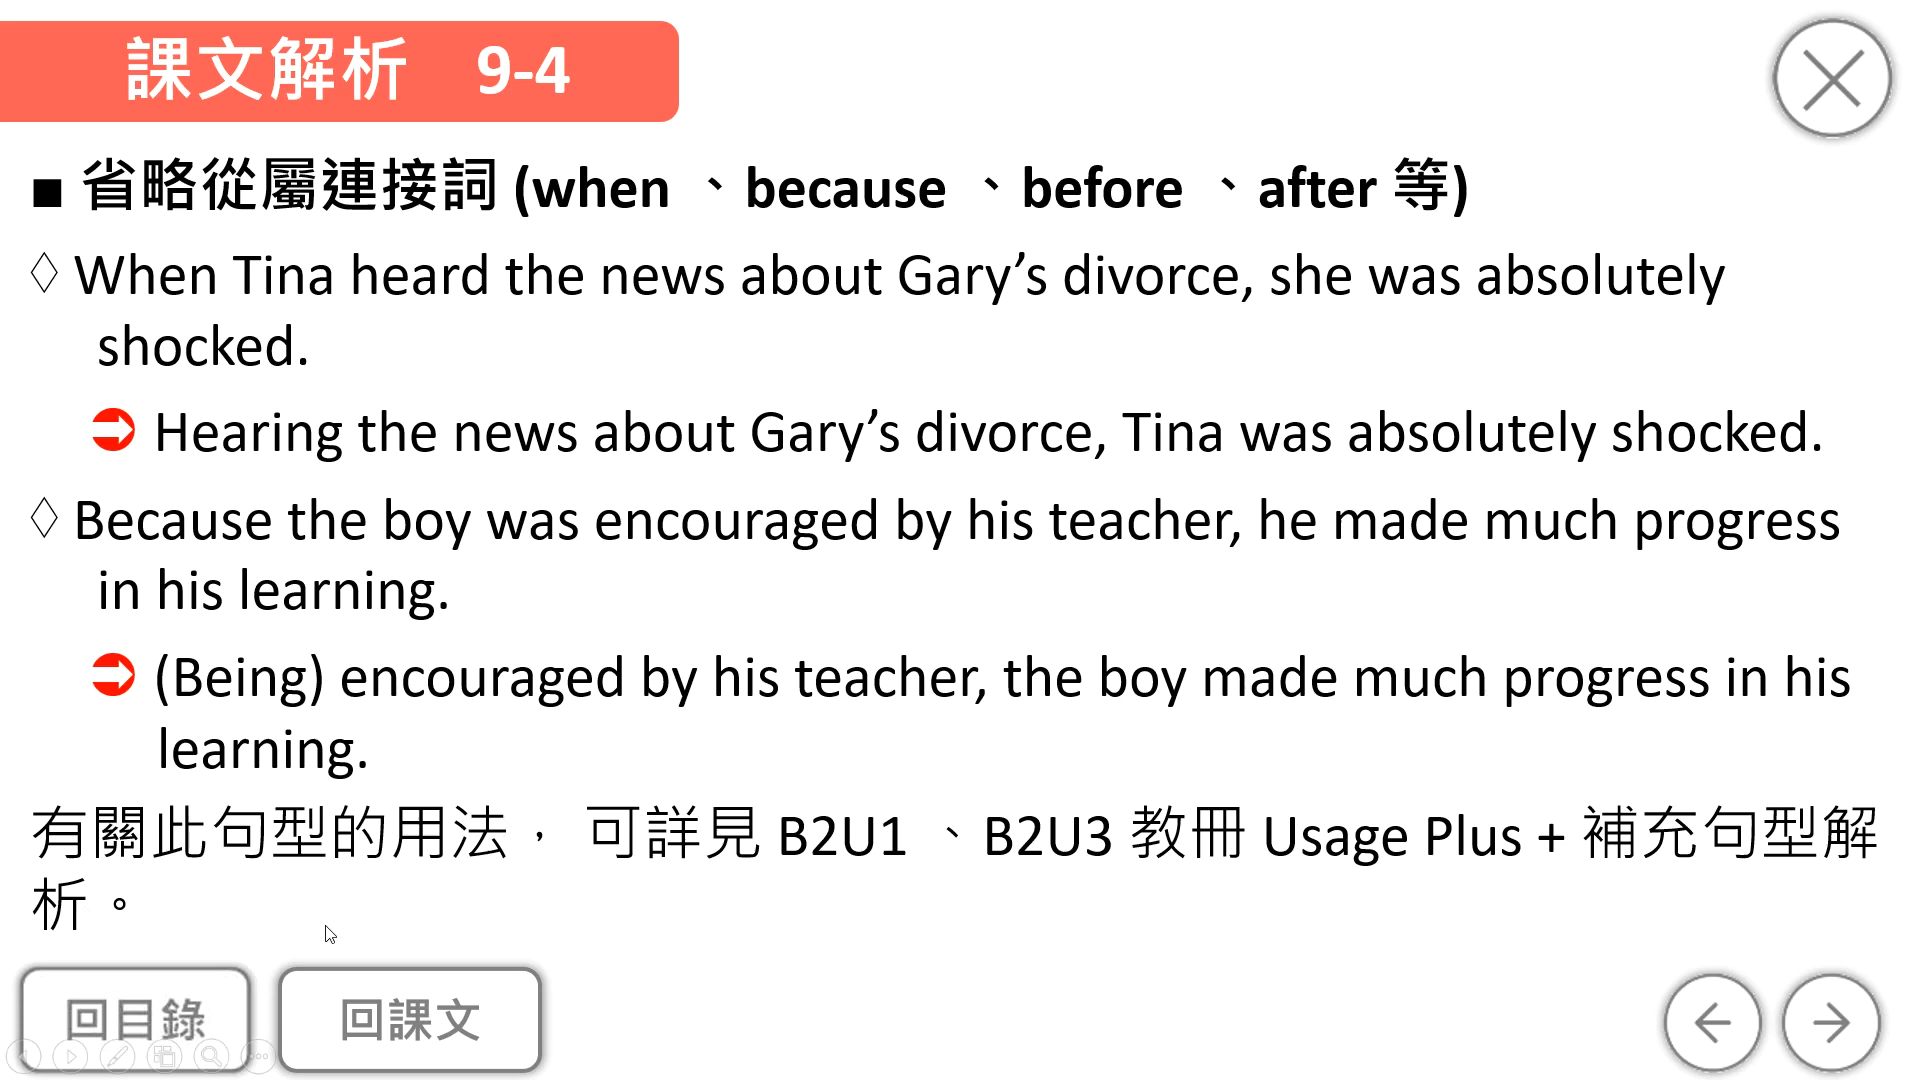 課文解析 9-4
■ 省略從屬連接詞 (when 、because 、before 、after 等)
◊ When Tina heard the news about Gary’s divorce, she was absolutely
shocked.
➲ Hearing the news about Gary’s divorce, Tina was absolutely shocked.
◊ Because the boy was encouraged by his teacher, he made much progress
in his learning.
➲ (Being) encouraged by his teacher, the boy made much progress in his
learning.
有關此句型的用法， 可詳見 B2U1 、B2U3 教冊 Usage Plus + 補充句型解
析。
回目錄 回課文